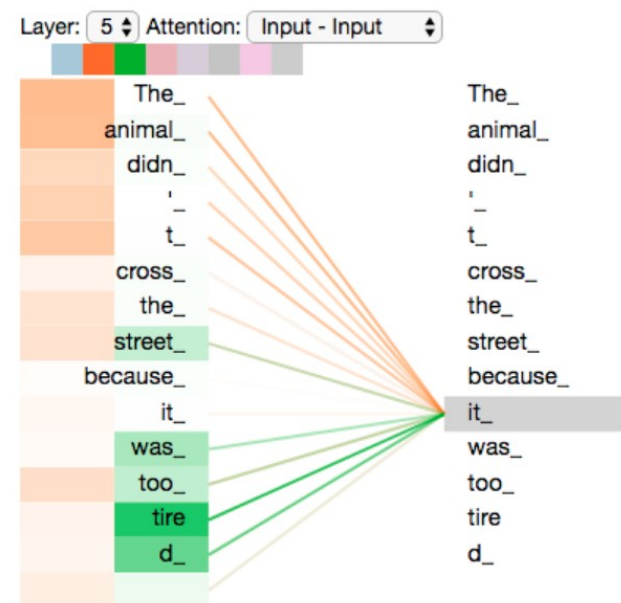 Layer: 5 Attention: Input - Input
The_ The_
animal_ animal_
didn_ didn_
'_ '_
t_ t_
cross_ cross_
the_ the_
street_ street_
because_ because_
it_ it_
was_ was_
too_ too_
tire tire
d_ d_